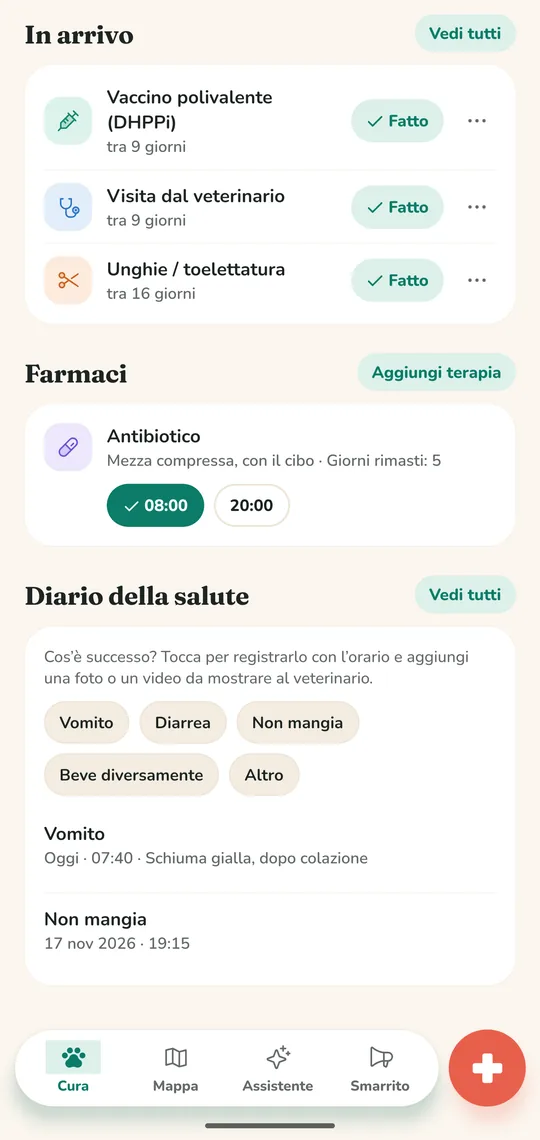 In arrivo
Vedi tutti
Vaccino polivalente
(DHPPi)
tra 9 giorni
Fatto
Visita dal veterinario
tra 9 giorni
Fatto
Unghie / toelettatura
tra 16 giorni
Fatto
Farmaci
Aggiungi terapia
Antibiotico
Mezza compressa, con il cibo · Giorni rimasti: 5
08:00
20:00
Diario della salute
Vedi tutti
Cos'è successo? Tocca per registrarlo con l'orario e aggiungi
una foto o un video da mostrare al veterinario.
Vomito
Diarrea
Non mangia
Beve diversamente
Altro
Vomito
Oggi · 07:40 · Schiuma gialla, dopo colazione
Non mangia
17 nov 2026 · 19:15
Cura
Mappa
Assistente
Smarrito